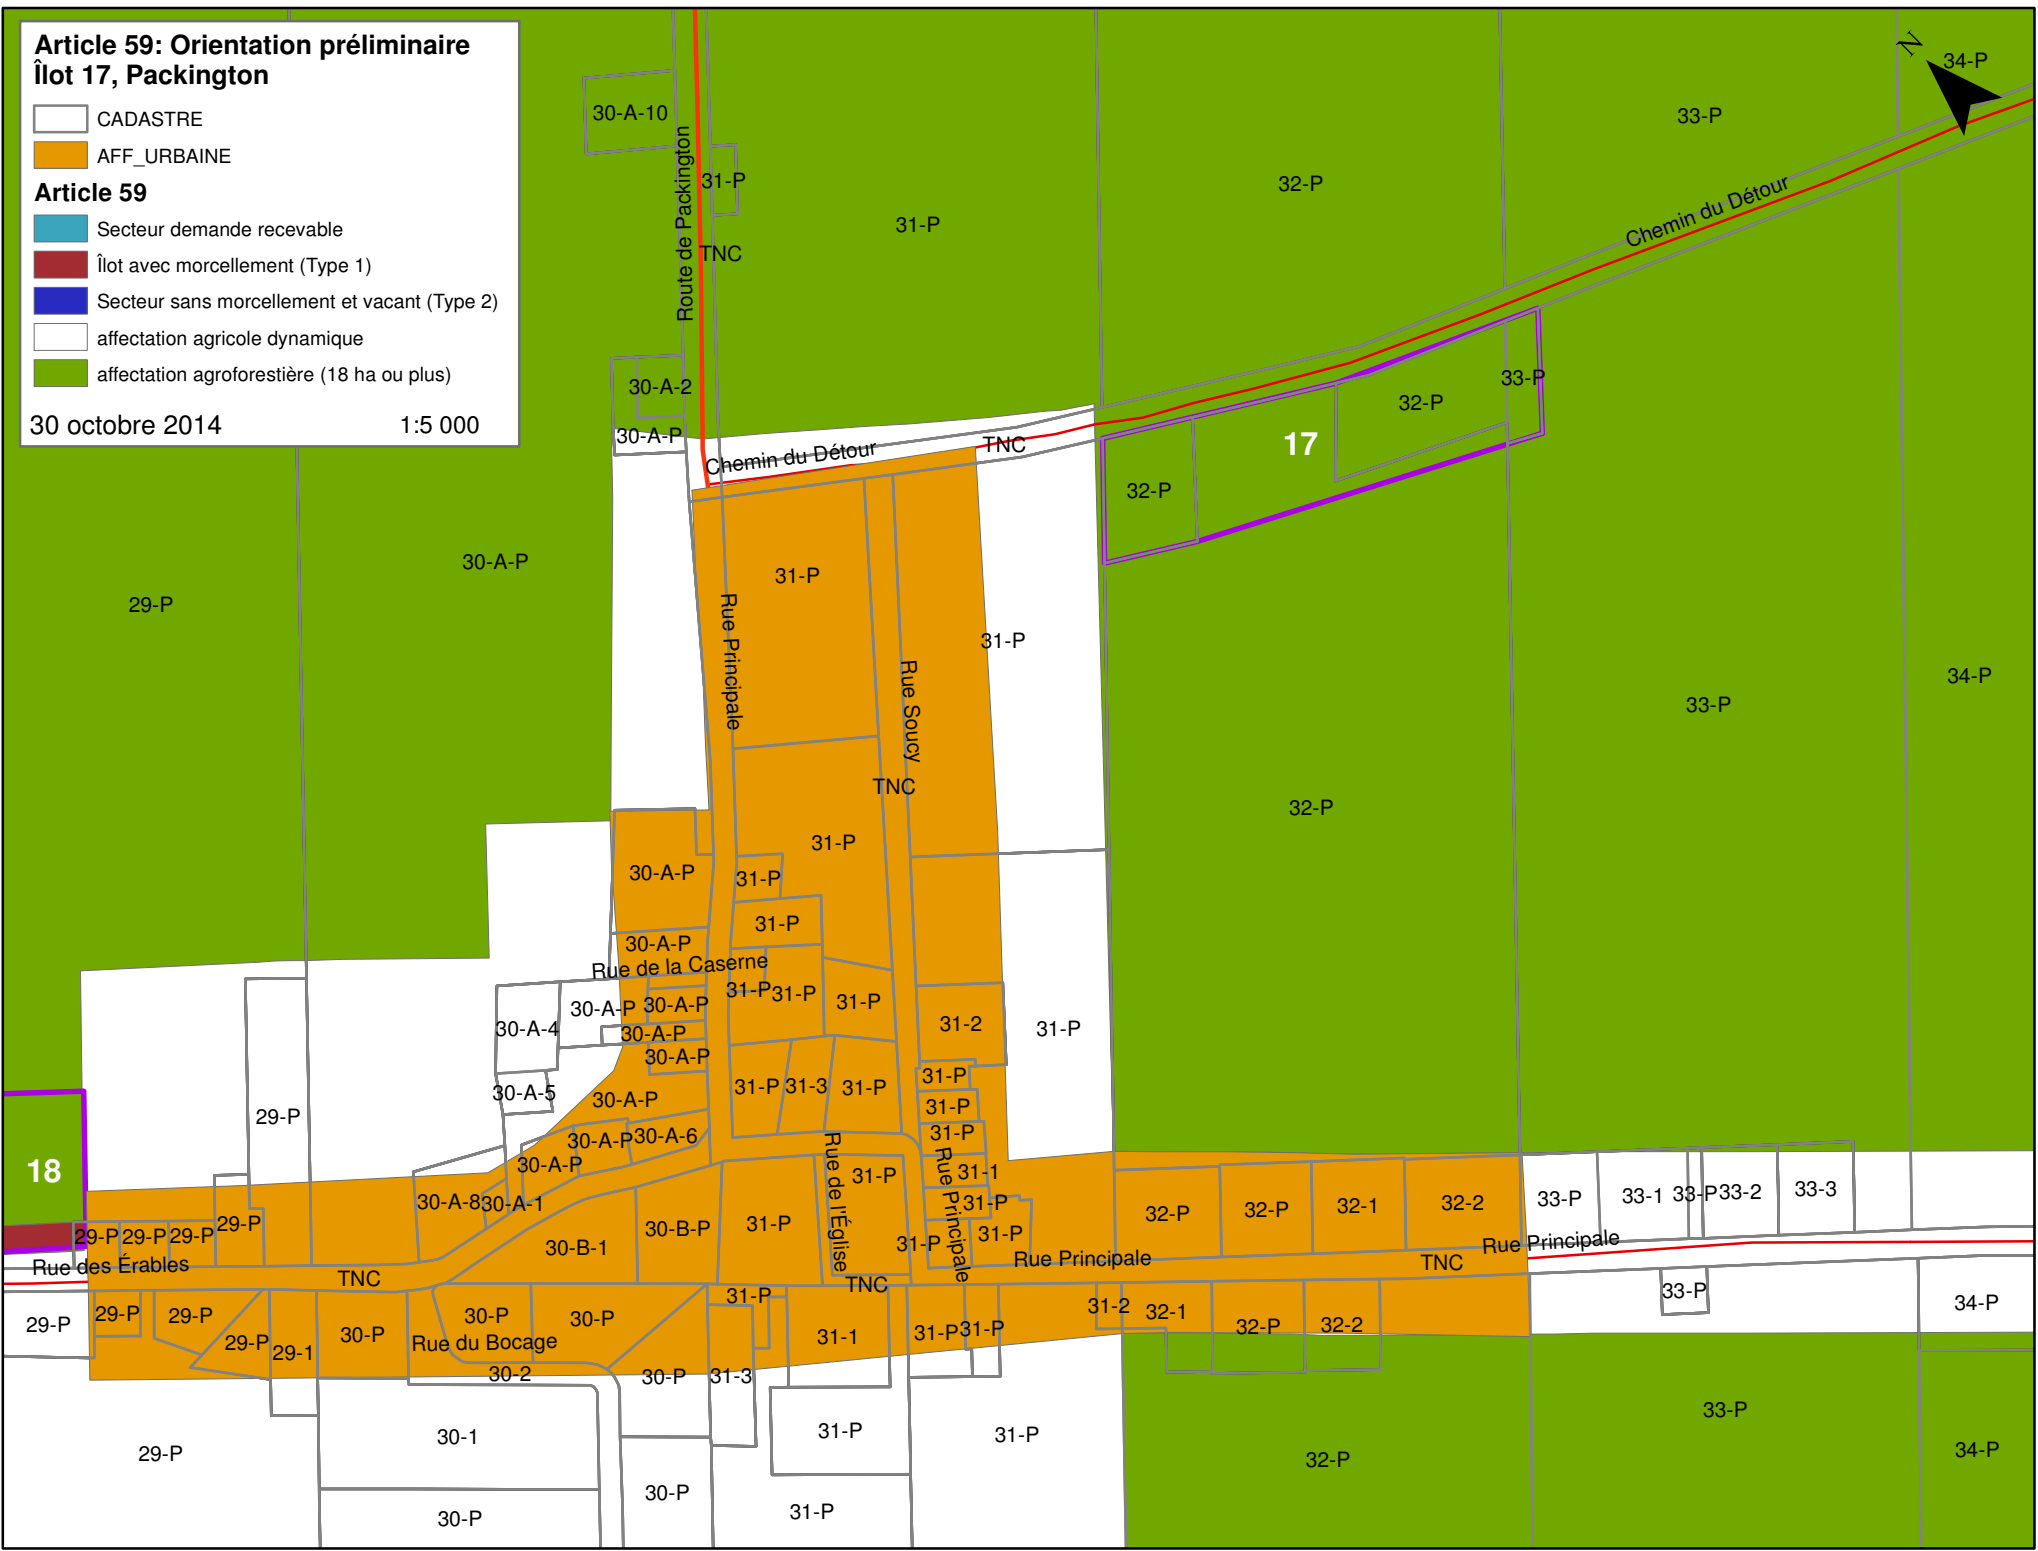 Article 59: Orientation préliminaire
Îlot 17, Packington
CADASTRE
AFF_URBAINE
Article 59
Secteur demande recevable
Îlot avec morcellement (Type 1)
Secteur sans morcellement et vacant (Type 2)
affectation agricole dynamique
affectation agroforestière (18 ha ou plus)
30 octobre 2014 1:5 000
N
34-P
30-A-10
33-P
Route de Packington
31-P
32-P
31-P
Chemin du Détour
TNC
30-A-2
33-P
32-P
30-A-P
Chemin du Détour
TNC
17
32-P
30-A-P
31-P
29-P
Rue Principale
31-P
Rue Soucy
34-P
33-P
TNC
32-P
31-P
30-A-P
31-P
31-P
30-A-P
Rue de la Caserne
31-P
31-P
31-P
30-A-P
30-A-P
30-A-4
30-A-P
31-2
31-P
30-A-P
31-P
31-P
31-3
31-P
30-A-5
30-A-P
31-P
29-P
31-P
30-A-P
30-A-6
30-A-P
Rue de l'Église
31-P
31-1
18
30-A-8
30-A-1
31-P
Rue Principale
32-P
32-P
32-1
32-2
33-P
33-1
33-P
33-2
33-3
29-P
29-P
29-P
29-P
30-B-1
30-B-P
31-P
31-P
31-P
Rue Principale
Rue Principale
Rue des Érables
TNC
TNC
TNC
33-P
34-P
29-P
29-P
29-P
29-P
29-1
30-P
30-P
Rue du Bocage
30-P
30-2
31-P
31-1
31-P
31-P
31-2
32-1
32-P
32-2
30-P
31-3
29-P
30-1
31-P
31-P
33-P
32-P
34-P
30-P
30-P
31-P